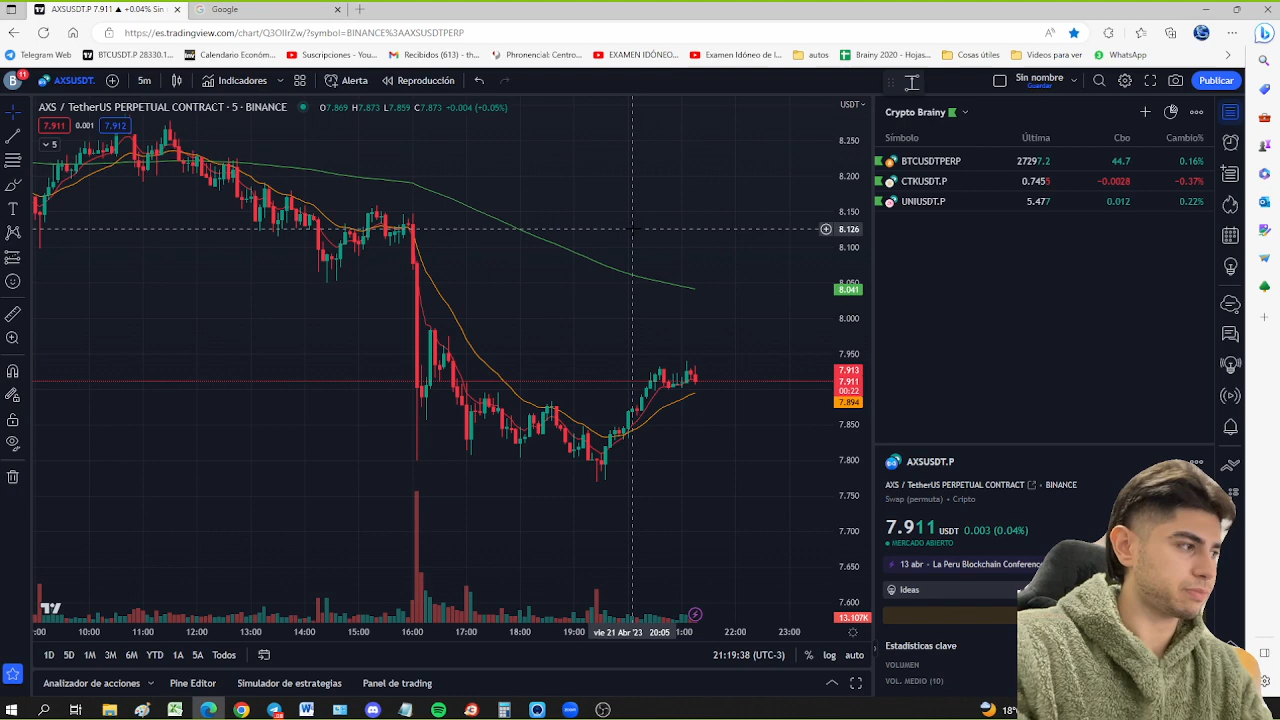 AXSUSDT.P 7.911 ▲ +0.04% Sin
Google
https://es.tradingview.com/chart/Q3OIIrZw/?symbol=BINANCE%3AAXSUSDTPERP
Telegram Web
BTCUSDT.P 28330.1...
Calendario Económ...
Suscripciones - You...
Recibidos (613) - th...
Phronencial Centro...
EXAMEN IDÓNEO...
Examen Idóneo de l...
autos
Brainy 2020 - Hojas...
Cosas útiles
Videos para ver
WhatsApp
B
11
AXSUSDT.
5m
Indicadores
Alerta
Reproducción
Sin nombre
Guardar
Publicar
AXS / TetherUS PERPETUAL CONTRACT · 5 · BINANCE
O7.869 H7.873 L7.859 C7.873 +0.004 (+0.05%)
USDT
7.911
0.001
7.912
5
8.250
8.200
8.150
8.126
8.100
8.050
8.041
8.000
7.950
7.913
7.911
00:22
7.894
7.850
7.800
7.750
7.700
7.650
7.600
13.107K
:00
10:00
11:00
12:00
13:00
14:00
15:00
16:00
17:00
18:00
19:00
vie 21 Abr '23 20:05
1:00
22:00
23:00
1D
5D
1M
3M
6M
YTD
1A
5A
Todos
21:19:38 (UTC-3)
%
log
auto
Analizador de acciones
Pine Editor
Simulador de estrategias
Panel de trading
Crypto Brainy
Símbolo
Última
Cbo
Cambio%
BTCUSDTPERP
27297.2
44.7
0.16%
CTKUSDT.P
0.7455
−0.0028
−0.37%
UNIUSDT.P
5.477
0.012
0.22%
AXSUSDT.P
AXS / TetherUS PERPETUAL CONTRACT · BINANCE
Swap (permuta) · Cripto
7.911 USDT 0.003 (0.04%)
MERCADO ABIERTO
13 abr - La Peru Blockchain Conference
Ideas
Estadísticas clave
VOLUMEN
VOL. MEDIO (10)
18°